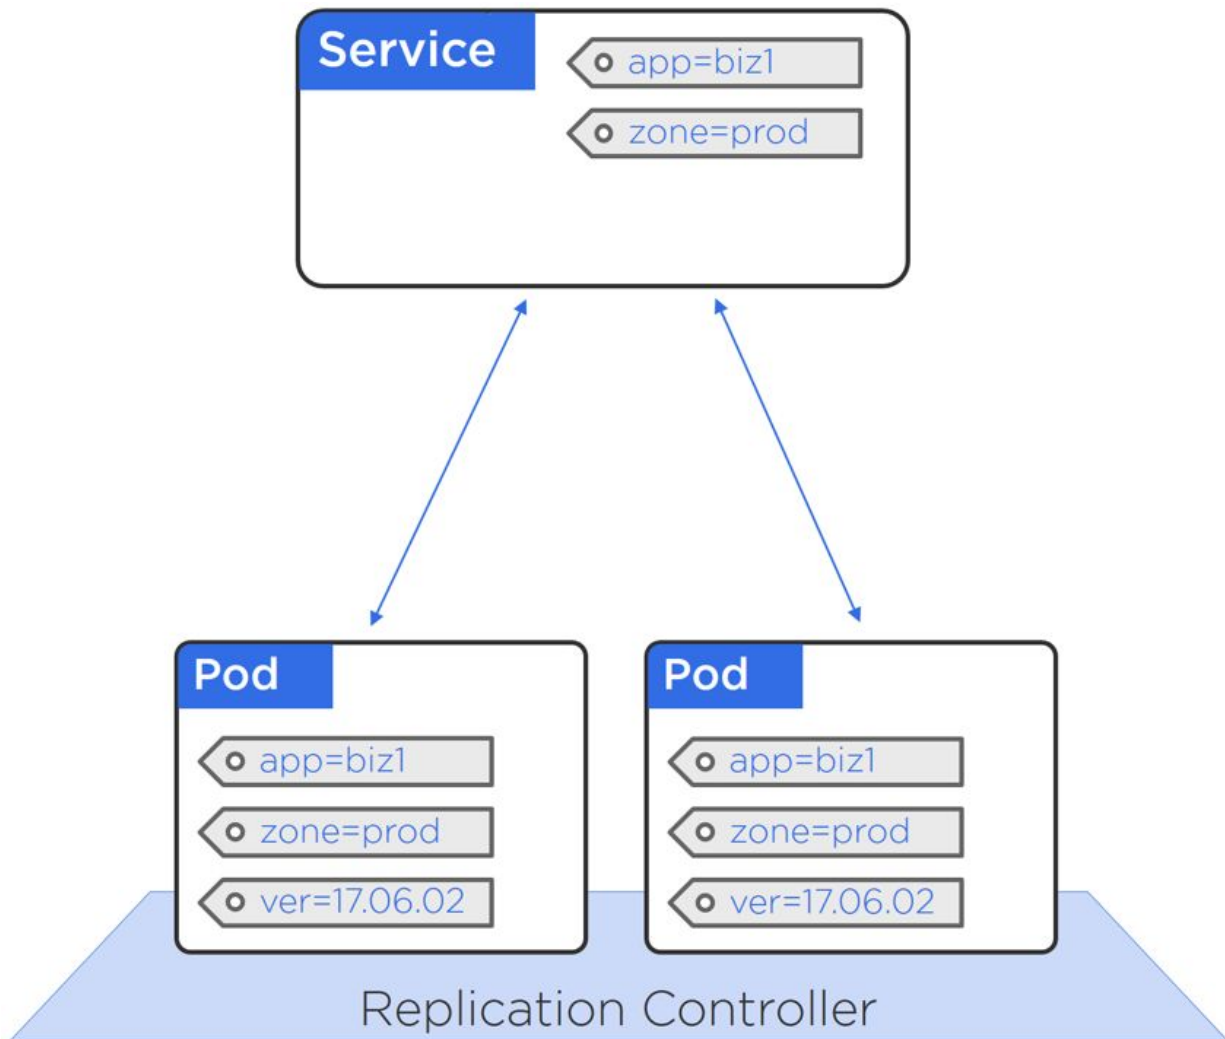 Service
app=biz1
zone=prod
Pod
app=biz1
zone=prod
ver=17.06.02
Pod
app=biz1
zone=prod
ver=17.06.02
Replication Controller